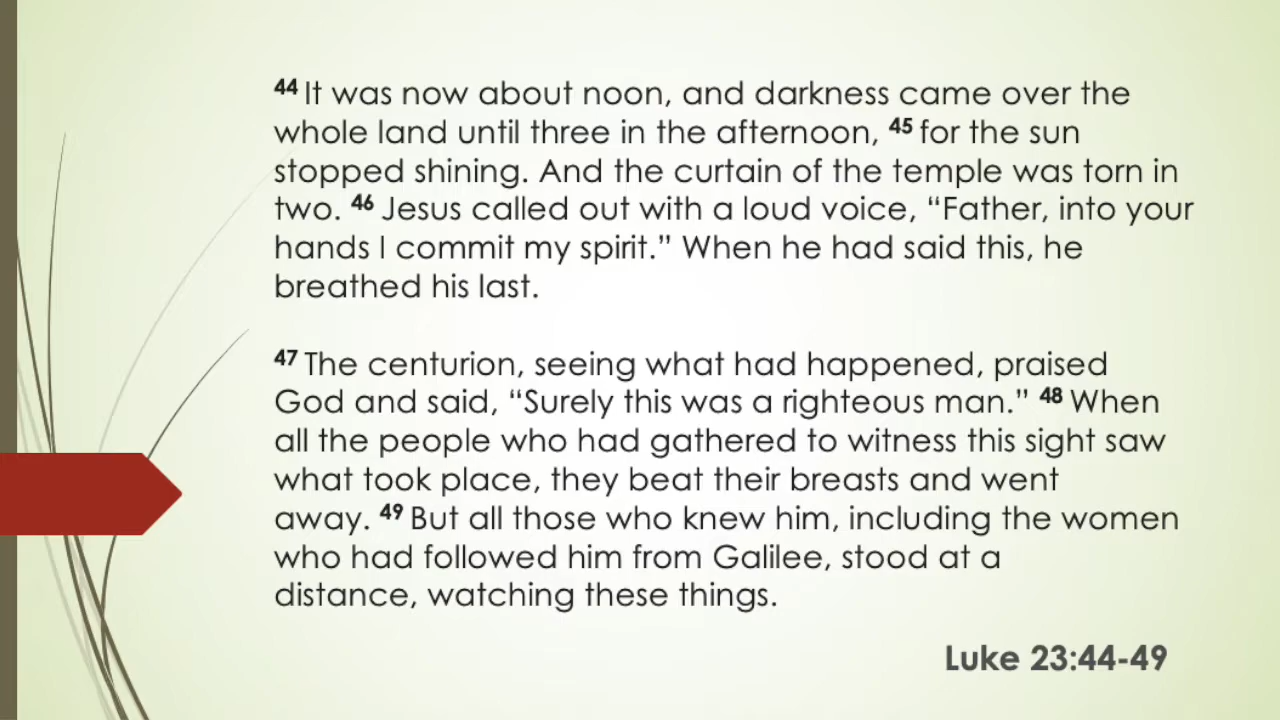 44 It was now about noon, and darkness came over the
whole land until three in the afternoon, 45 for the sun
stopped shining. And the curtain of the temple was torn in
two. 46 Jesus called out with a loud voice, “Father, into your
hands I commit my spirit.” When he had said this, he
breathed his last.
47 The centurion, seeing what had happened, praised
God and said, “Surely this was a righteous man.” 48 When
all the people who had gathered to witness this sight saw
what took place, they beat their breasts and went
away. 49 But all those who knew him, including the women
who had followed him from Galilee, stood at a
distance, watching these things.
Luke 23:44-49